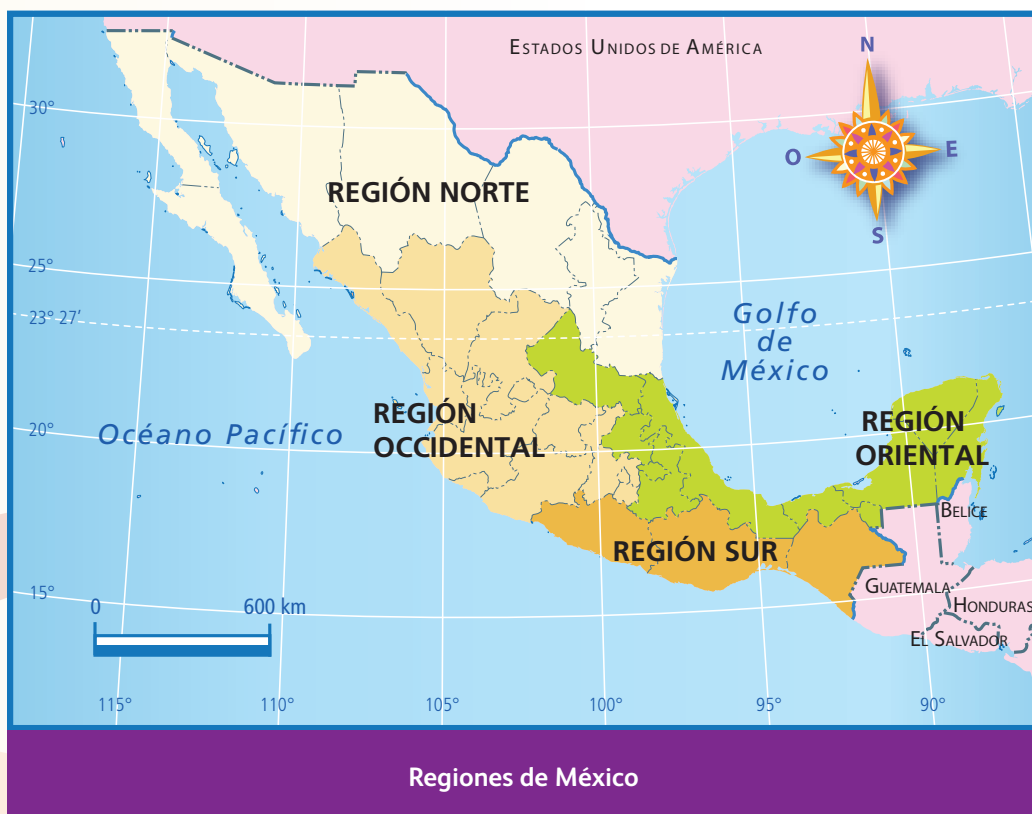 ESTADOS UNIDOS DE AMÉRICA
N
O
E
S
30°
25°
23° 27’
20°
15°
REGIÓN NORTE
Golfo
de
México
REGIÓN
OCCIDENTAL
Océano Pacífico
REGIÓN
ORIENTAL
REGIÓN SUR
BELICE
GUATEMALA
HONDURAS
EL SALVADOR
0 600 km
115° 110° 105° 100° 95° 90°
Regiones de México